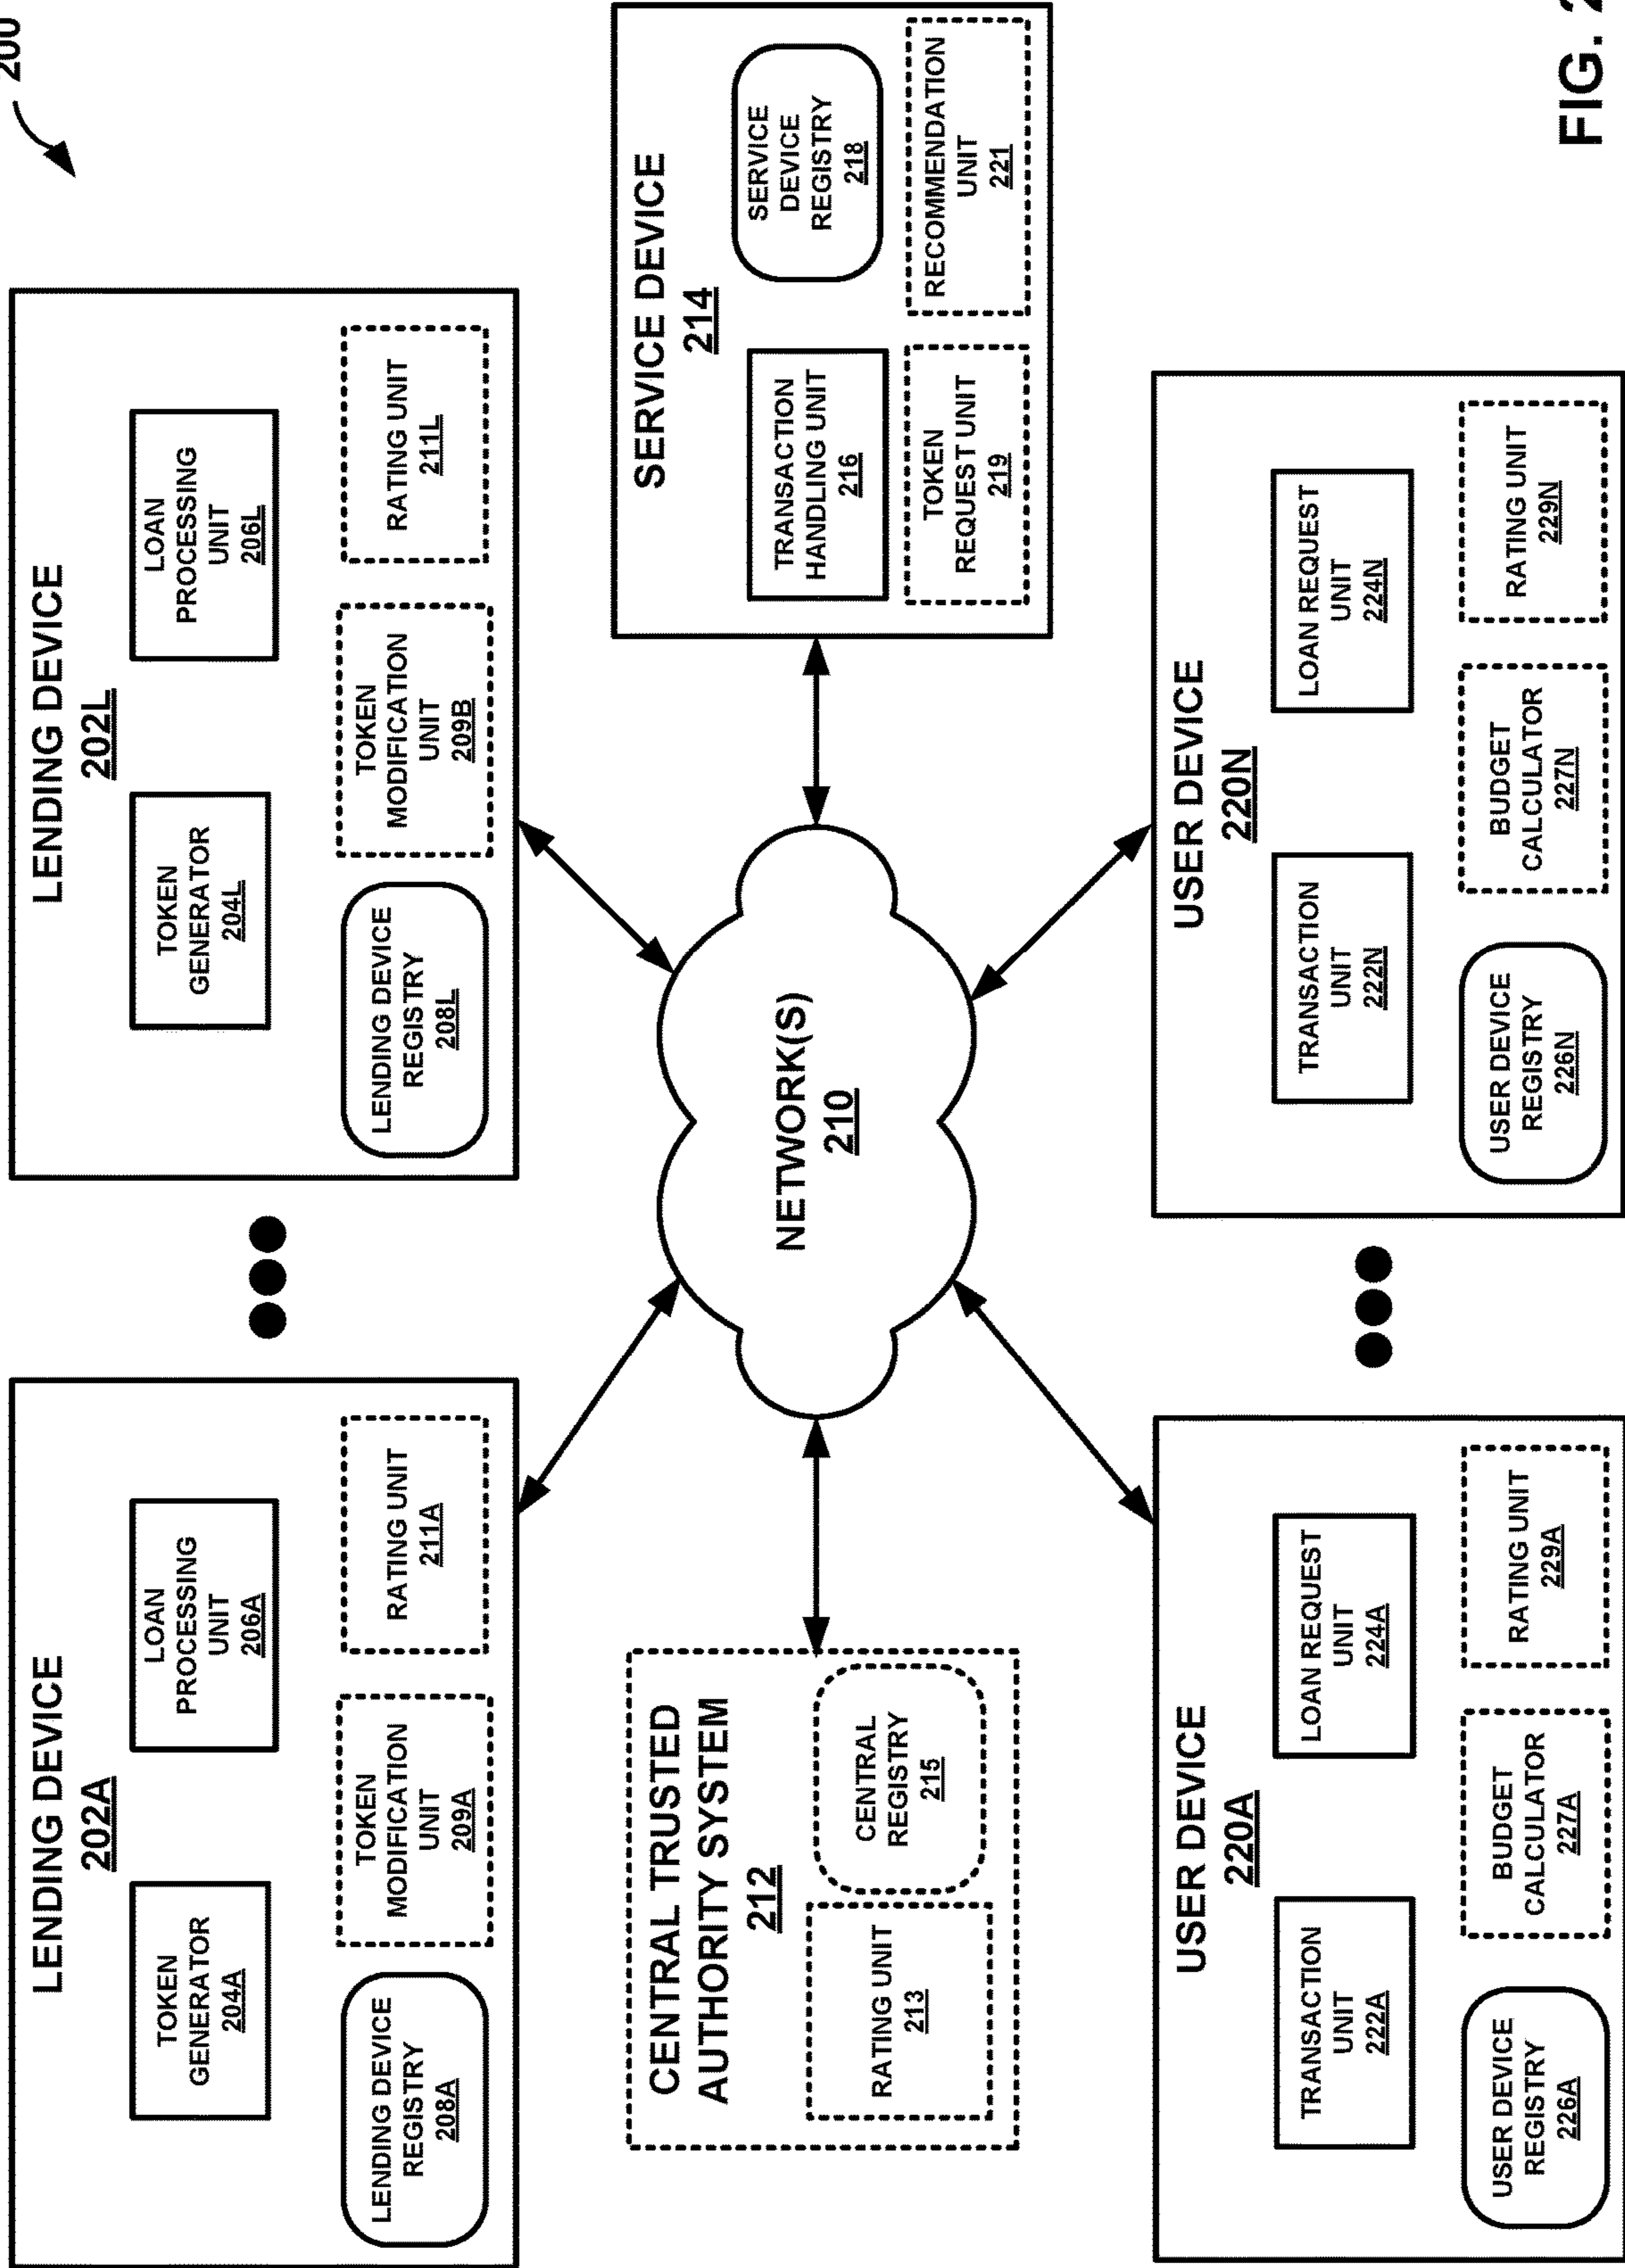 200
LENDING DEVICE
202A
TOKEN
GENERATOR
204A
LOAN
PROCESSING
UNIT
206A
LENDING DEVICE
REGISTRY
208A
TOKEN
MODIFICATION
UNIT
209A
RATING UNIT
211A
LENDING DEVICE
202L
TOKEN
GENERATOR
204L
LOAN
PROCESSING
UNIT
206L
LENDING DEVICE
REGISTRY
208L
TOKEN
MODIFICATION
UNIT
209B
RATING UNIT
211L
CENTRAL TRUSTED
AUTHORITY SYSTEM
212
RATING UNIT
213
CENTRAL
REGISTRY
215
NETWORK(S)
210
SERVICE DEVICE
214
TRANSACTION
HANDLING UNIT
216
SERVICE
DEVICE
REGISTRY
218
TOKEN
REQUEST UNIT
219
RECOMMENDATION
UNIT
221
USER DEVICE
220A
TRANSACTION
UNIT
222A
LOAN REQUEST
UNIT
224A
USER DEVICE
REGISTRY
226A
BUDGET
CALCULATOR
227A
RATING UNIT
229A
USER DEVICE
220N
TRANSACTION
UNIT
222N
LOAN REQUEST
UNIT
224N
USER DEVICE
REGISTRY
226N
BUDGET
CALCULATOR
227N
RATING UNIT
229N
FIG. 2